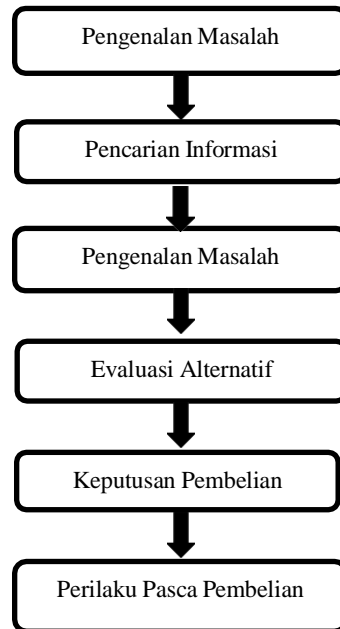 Pengenalan Masalah
Pencarian Informasi
Pengenalan Masalah
Evaluasi Alternatif
Keputusan Pembelian
Perilaku Pasca Pembelian